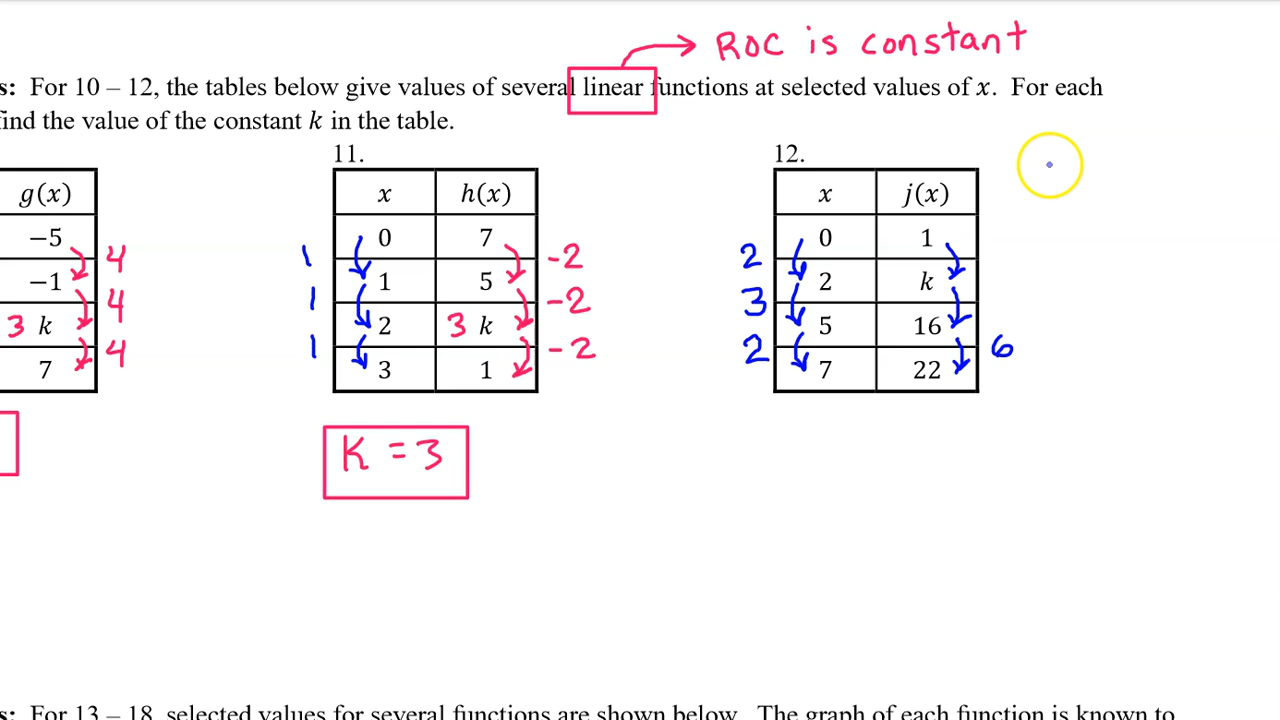 ROC is constant
s: For 10 – 12, the tables below give values of several linear functions at selected values of x. For each
find the value of the constant k in the table.
11.
12.
g(x)
x h(x)
x j(x)
−5 4
1 0 7 -2
2 0 1
−1 4
1 1 5 -2
3 2 k
3 k 4
1 2 3 k -2
2 5 16 6
7
3 1
7 22
K = 3
s: For 13 – 18, selected values for several functions are shown below. The graph of each function is known to